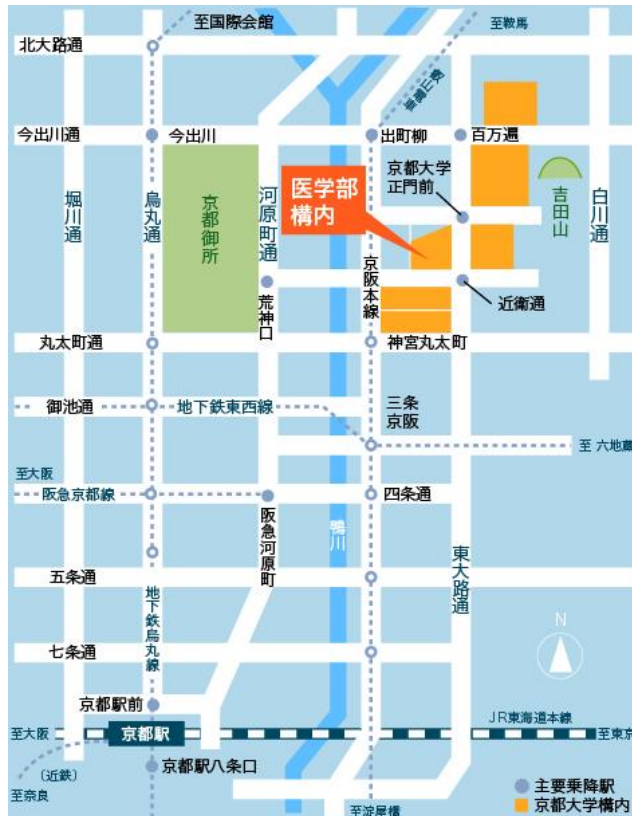 至国際会館
至鞍馬
北大路通
叡山電車
今出川通
今出川
出町柳
百万遍
京都大学
正門前
医学部
構内
堀川通
烏丸通
京都御所
河原町通
吉田山
白川通
京阪本線
荒神口
近衛通
丸太町通
神宮丸太町
御池通
地下鉄東西線
三条
京阪
至 六地蔵
至大阪
阪急京都線
四条通
阪急河原町
鴨川
東大路通
五条通
地下鉄烏丸線
七条通
N
京都駅前
JR東海道本線
至大阪
京都駅
至東京
(近鉄)
京都駅八条口
至奈良
至淀屋橋
主要乗降駅
京都大学構内